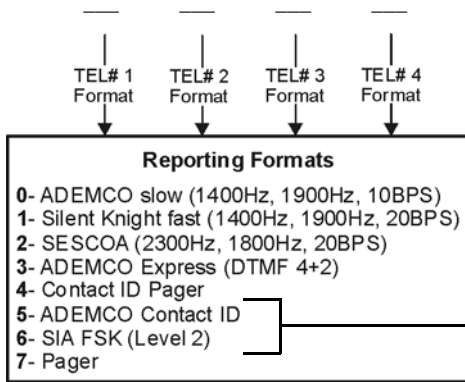 TEL# 1 TEL# 2 TEL# 3 TEL# 4
Format Format Format Format
Reporting Formats
0- ADEMCO slow (1400Hz, 1900Hz, 10BPS)
1- Silent Knight fast (1400Hz, 1900Hz, 20BPS)
2- SESCOA (2300Hz, 1800Hz, 20BPS)
3- ADEMCO Express (DTMF 4+2)
4- Contact ID Pager
5- ADEMCO Contact ID
6- SIA FSK (Level 2)
7- Pager